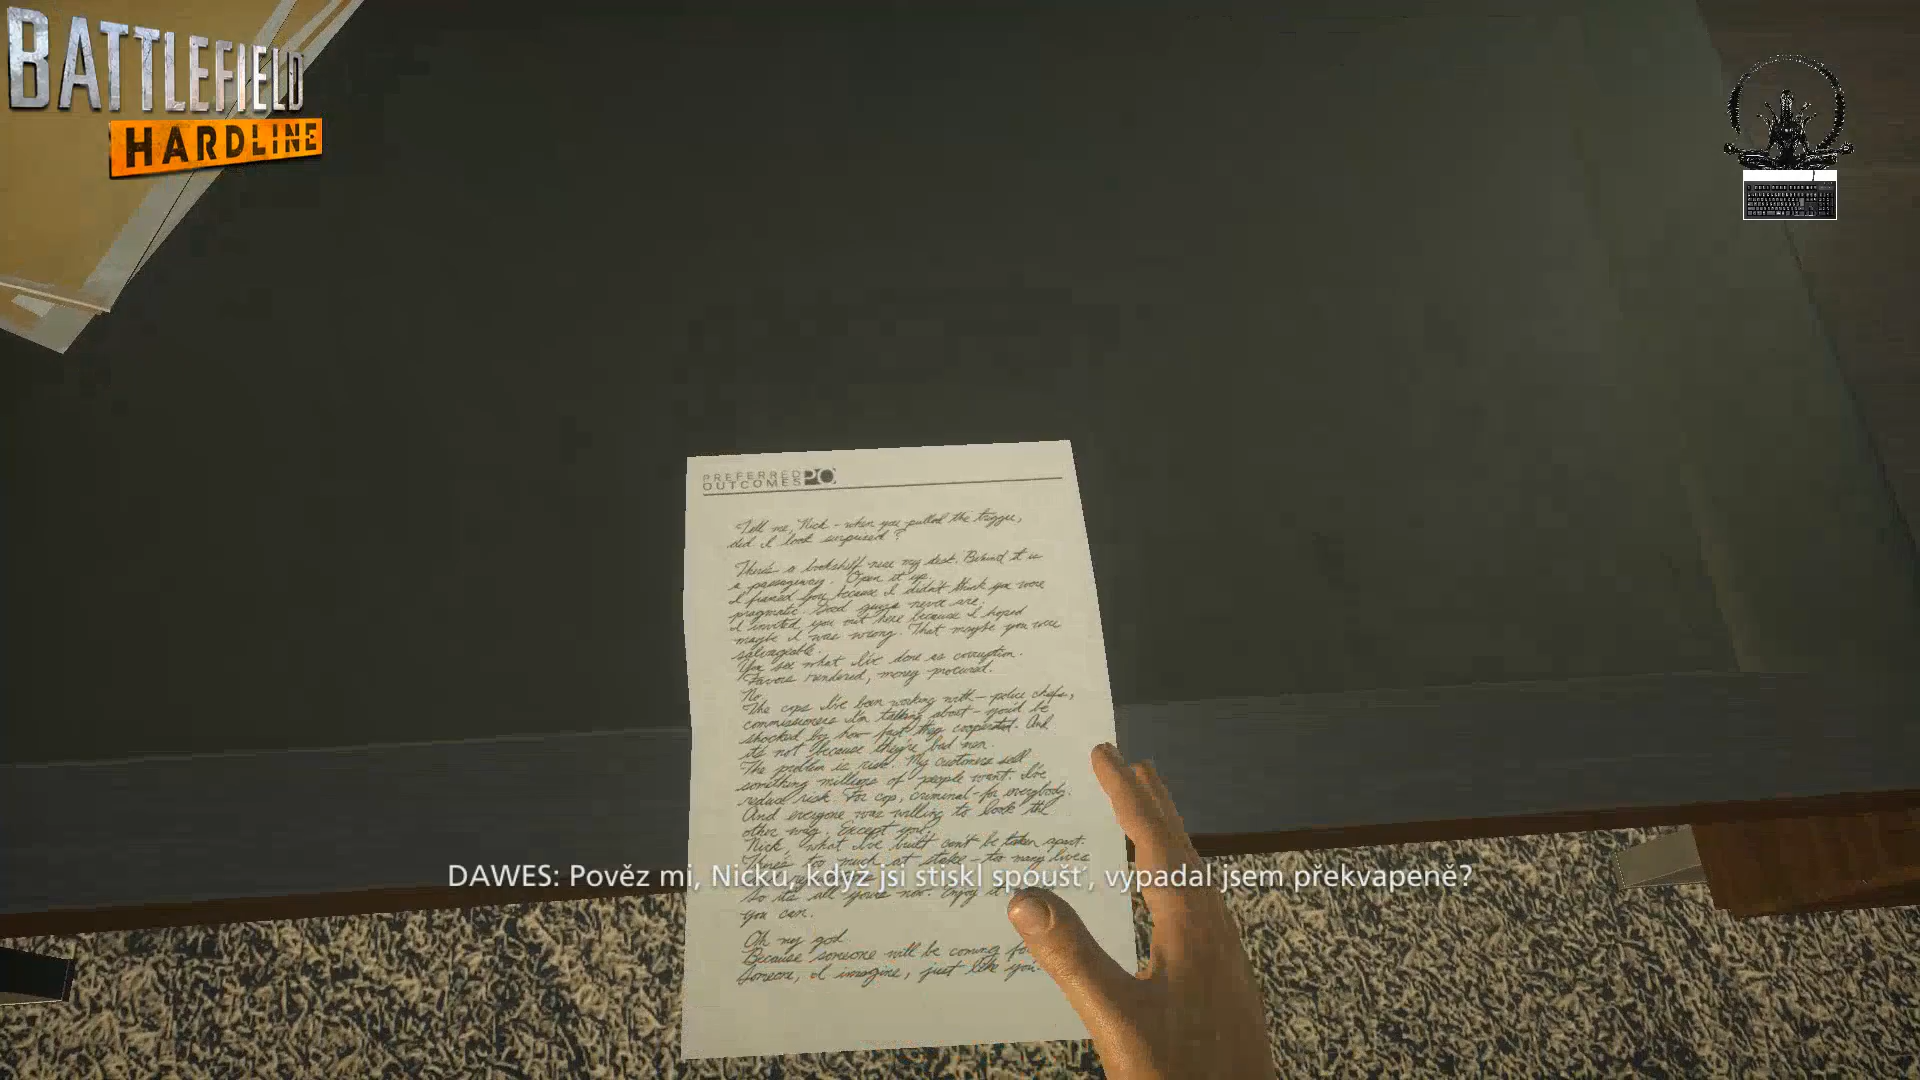 BATTLEFIELD
HARDLINE
PREFERRED
OUTCOMES PO
Tell me, Nick - when you pulled the trigger,
did I look surprised?
There's a bookshelf near my desk. Behind it is
a passageway. Open it up.
I framed you because I didn't think you were
pragmatic. Good guys never are.
I invited you out here because I hoped
maybe I was wrong. That maybe you were
salvageable.
You see what I've done as corruption.
Favors rendered, money procured.
No.
The cops I've been working with - police chiefs,
commissioners I'm talking about - you'd be
shocked by how fast they cooperated. And
it's not because they're bad men.
The problem is risk. My customers sell
something millions of people want. I've
reduce risk. For cop, criminal - for everybody.
And everyone was willing to look the
other way. Except you.
Nick, what I've built can't be taken apart.
There's too much at stake - too many lives
DAWES: Pověz mi, Nicku, když jsi stiskl spoušť, vypadal jsem překvapeně?
So it's all yours now. Enjoy it
you can.
Oh my god
Because someone will be coming
Someone, I imagine, just like you.